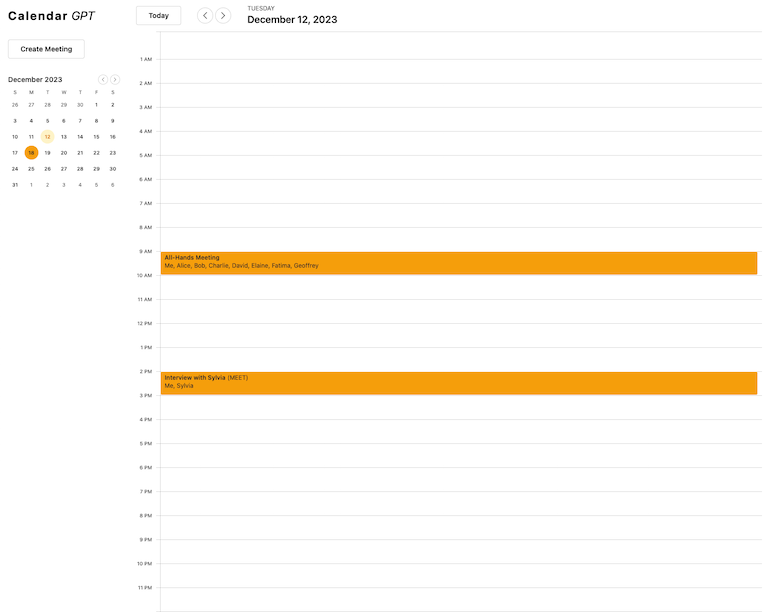 Calendar GPT
Today
TUESDAY
December 12, 2023
Create Meeting
December 2023
S M T W T F S
26 27 28 29 30 1 2
3 4 5 6 7 8 9
10 11 12 13 14 15 16
17 18 19 20 21 22 23
24 25 26 27 28 29 30
31 1 2 3 4 5 6
1 AM
2 AM
3 AM
4 AM
5 AM
6 AM
7 AM
8 AM
9 AM
All-Hands Meeting
Me, Alice, Bob, Charlie, David, Elaine, Fatima, Geoffrey
10 AM
11 AM
12 PM
1 PM
2 PM
Interview with Sylvia (MEET)
Me, Sylvia
3 PM
4 PM
5 PM
6 PM
7 PM
8 PM
9 PM
10 PM
11 PM